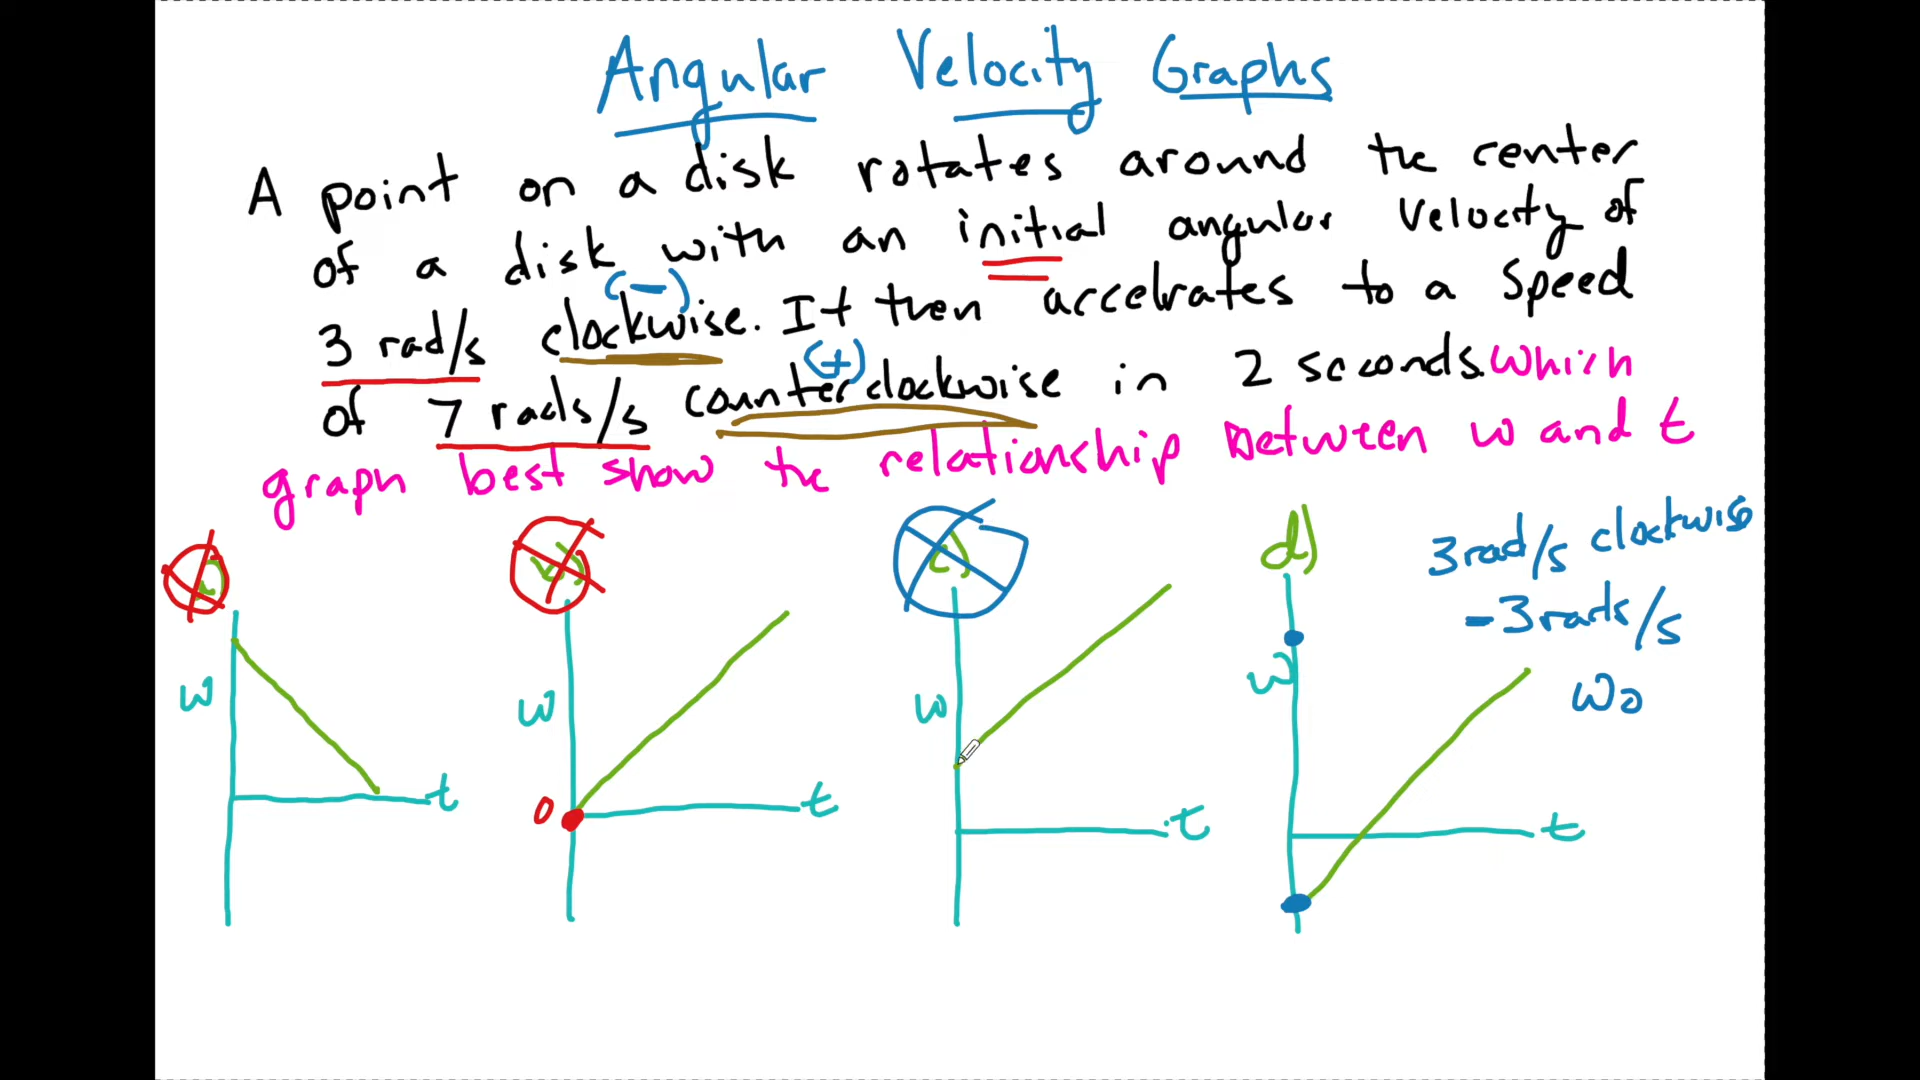 Angular Velocity Graphs
A point on a disk rotates around the center
of a disk with an initial angular velocity of
(-)
3 rad/s clockwise. It then accelrates to a speed
(+)
of 7 rads/s counterclockwise in 2 seconds. which
graph best show the relationship between w and t
a) b) c) d) 3 rad/s clockwise
-3 rads/s
w w w w wo
0
t t t t